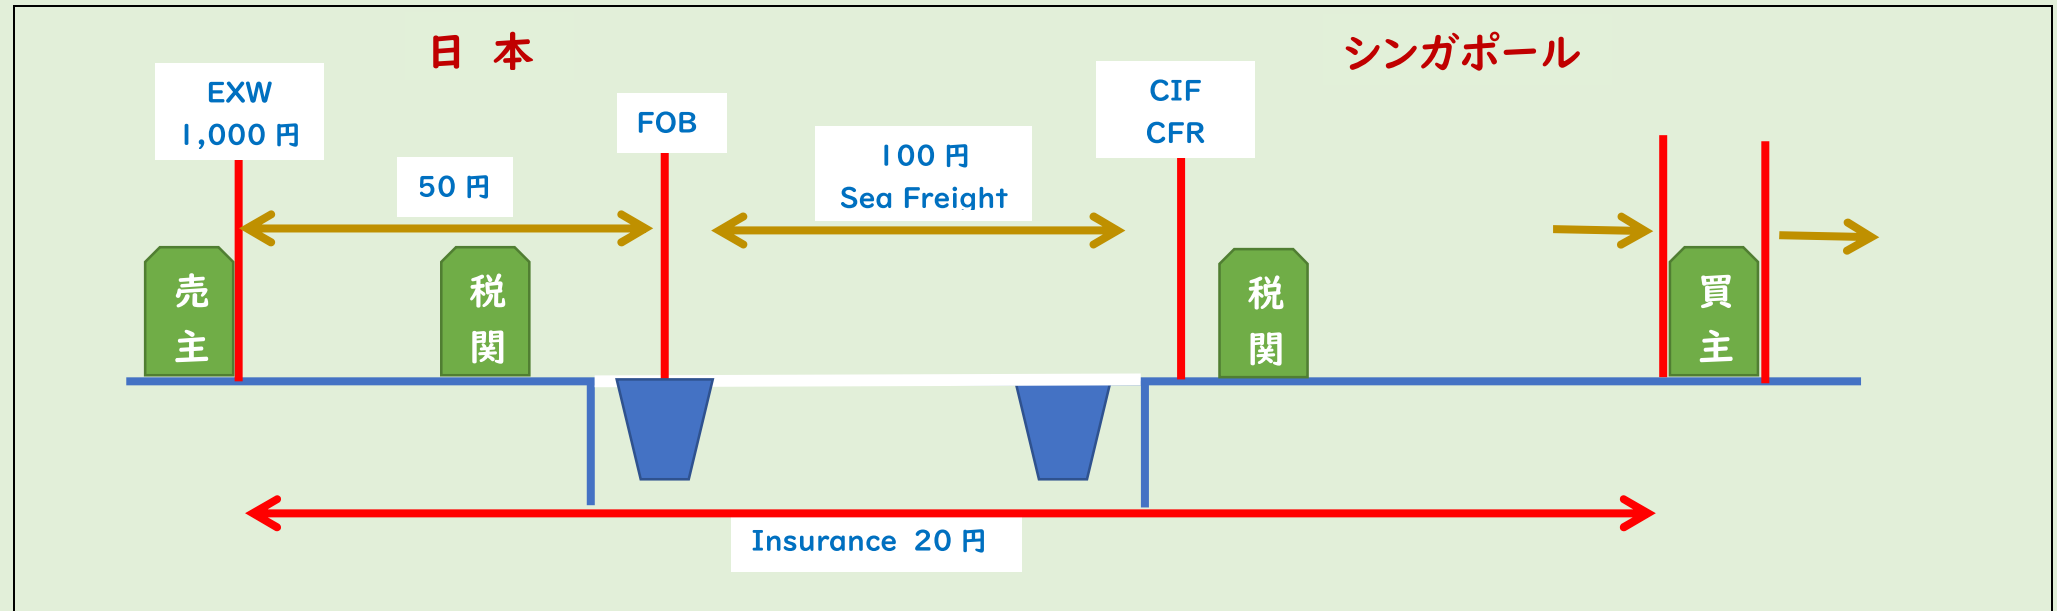 日 本
シンガポール
EXW
1,000 円
FOB
CIF
CFR
50 円
100 円
Sea Freight
売
主
税
関
税
関
買
主
Insurance 20 円